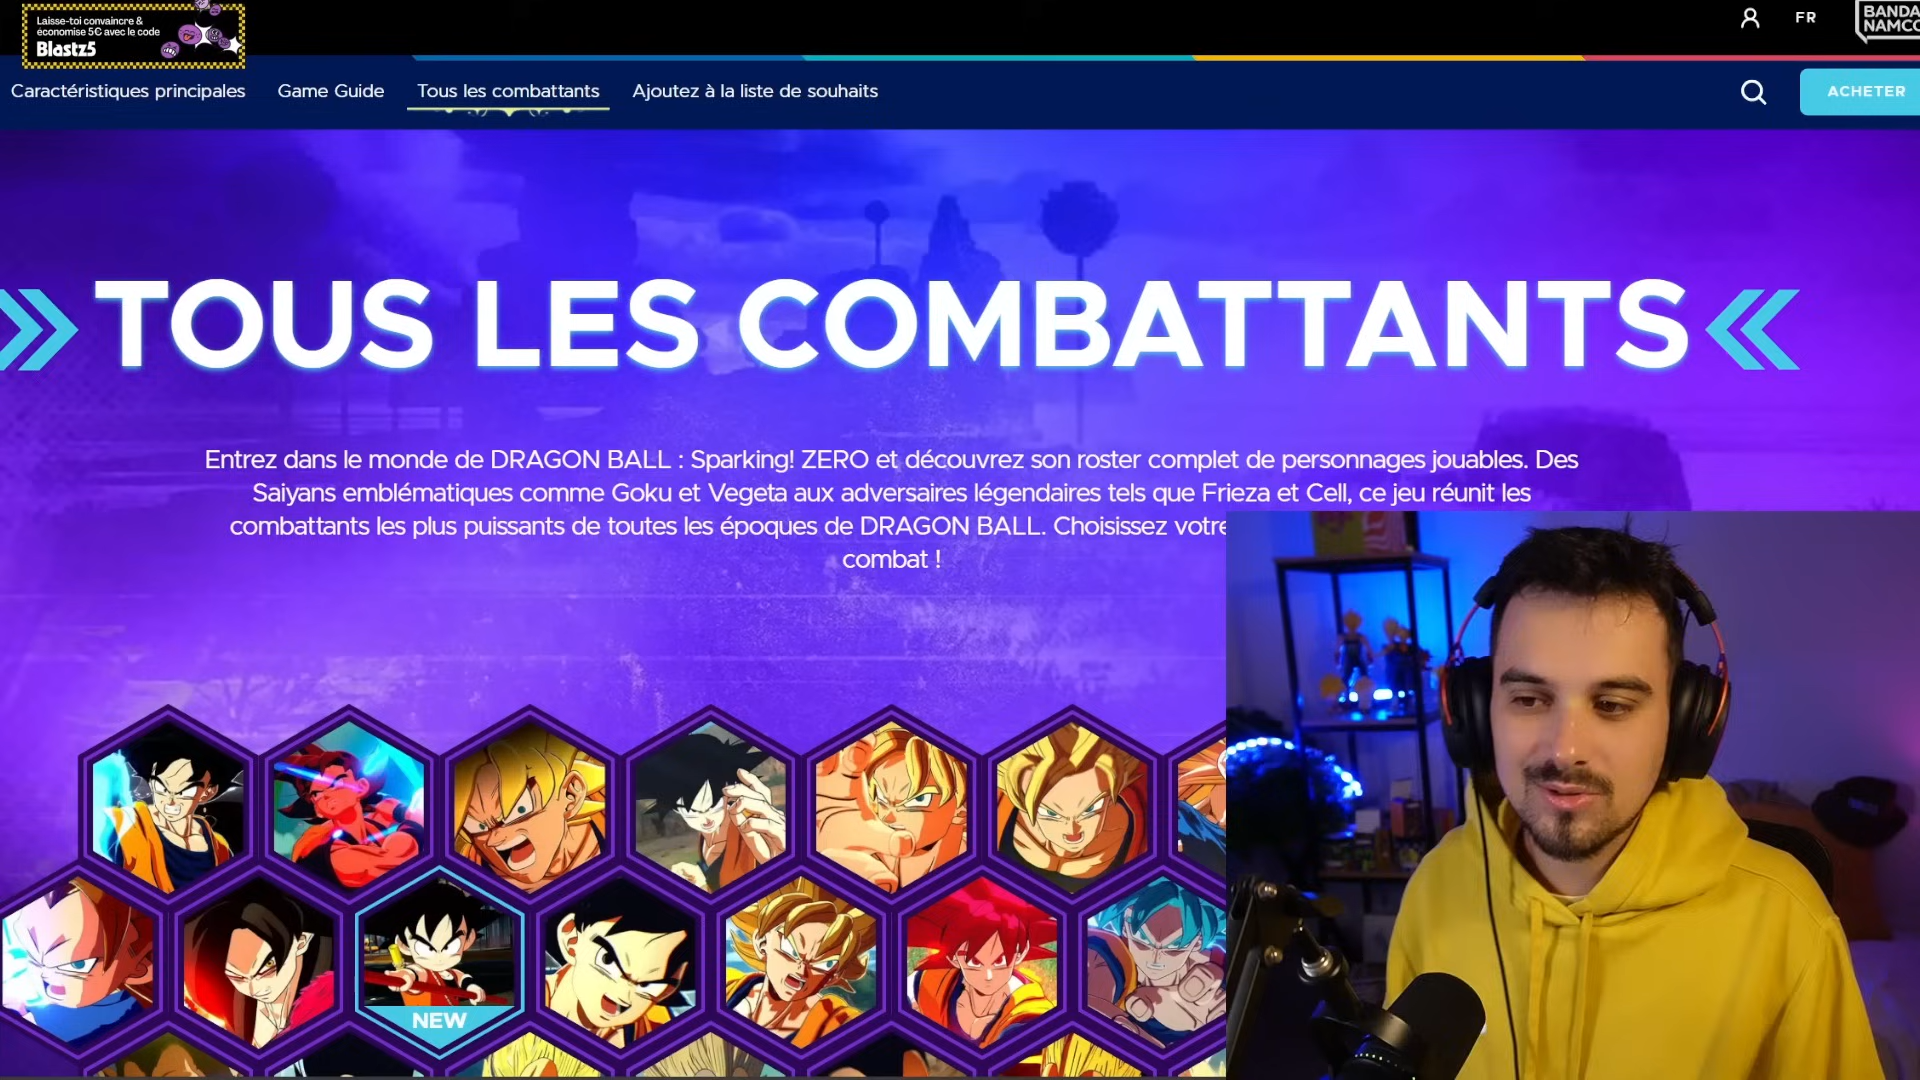 Laisse-toi convaincre &
économise 5€ avec le code
Blastz5
FR
BANDA
NAMCO
Caractéristiques principales
Game Guide
Tous les combattants
Ajoutez à la liste de souhaits
ACHETER
TOUS LES COMBATTANTS
Entrez dans le monde de DRAGON BALL : Sparking! ZERO et découvrez son roster complet de personnages jouables. Des
Saiyans emblématiques comme Goku et Vegeta aux adversaires légendaires tels que Frieza et Cell, ce jeu réunit les
combattants les plus puissants de toutes les époques de DRAGON BALL. Choisissez votre
combat !
NEW